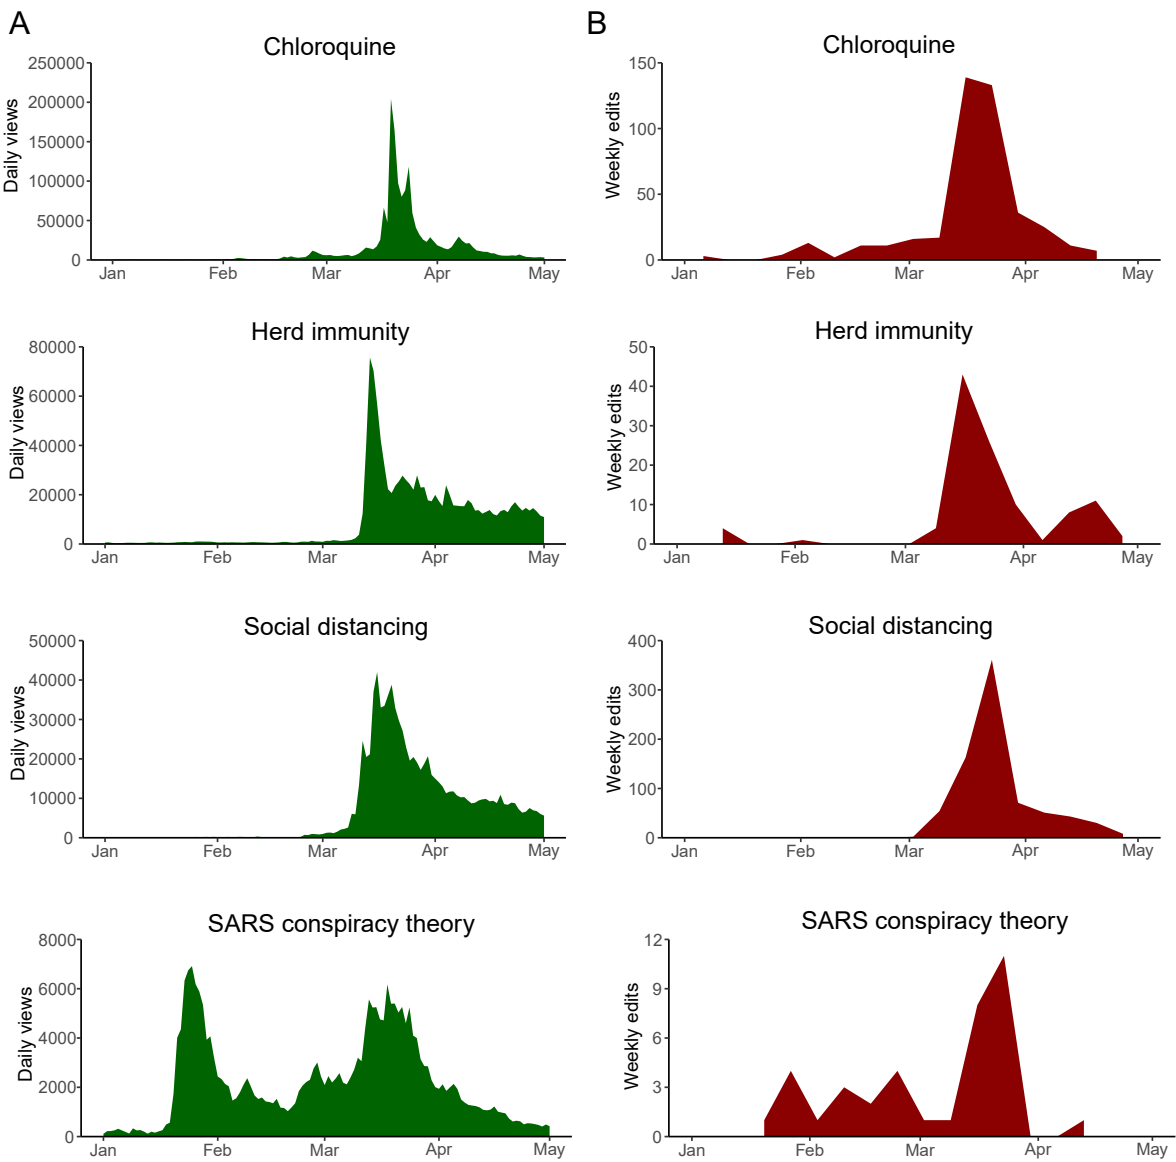 A
B
Chloroquine
Daily views
250000
200000
150000
100000
50000
0
Jan Feb Mar Apr May
Chloroquine
Weekly edits
150
100
50
0
Jan Feb Mar Apr May
Herd immunity
Daily views
80000
60000
40000
20000
0
Jan Feb Mar Apr May
Herd immunity
Weekly edits
50
40
30
20
10
0
Jan Feb Mar Apr May
Social distancing
Daily views
50000
40000
30000
20000
10000
0
Jan Feb Mar Apr May
Social distancing
Weekly edits
400
300
200
100
0
Jan Feb Mar Apr May
SARS conspiracy theory
Daily views
8000
6000
4000
2000
0
Jan Feb Mar Apr May
SARS conspiracy theory
Weekly edits
12
9
6
3
0
Jan Feb Mar Apr May